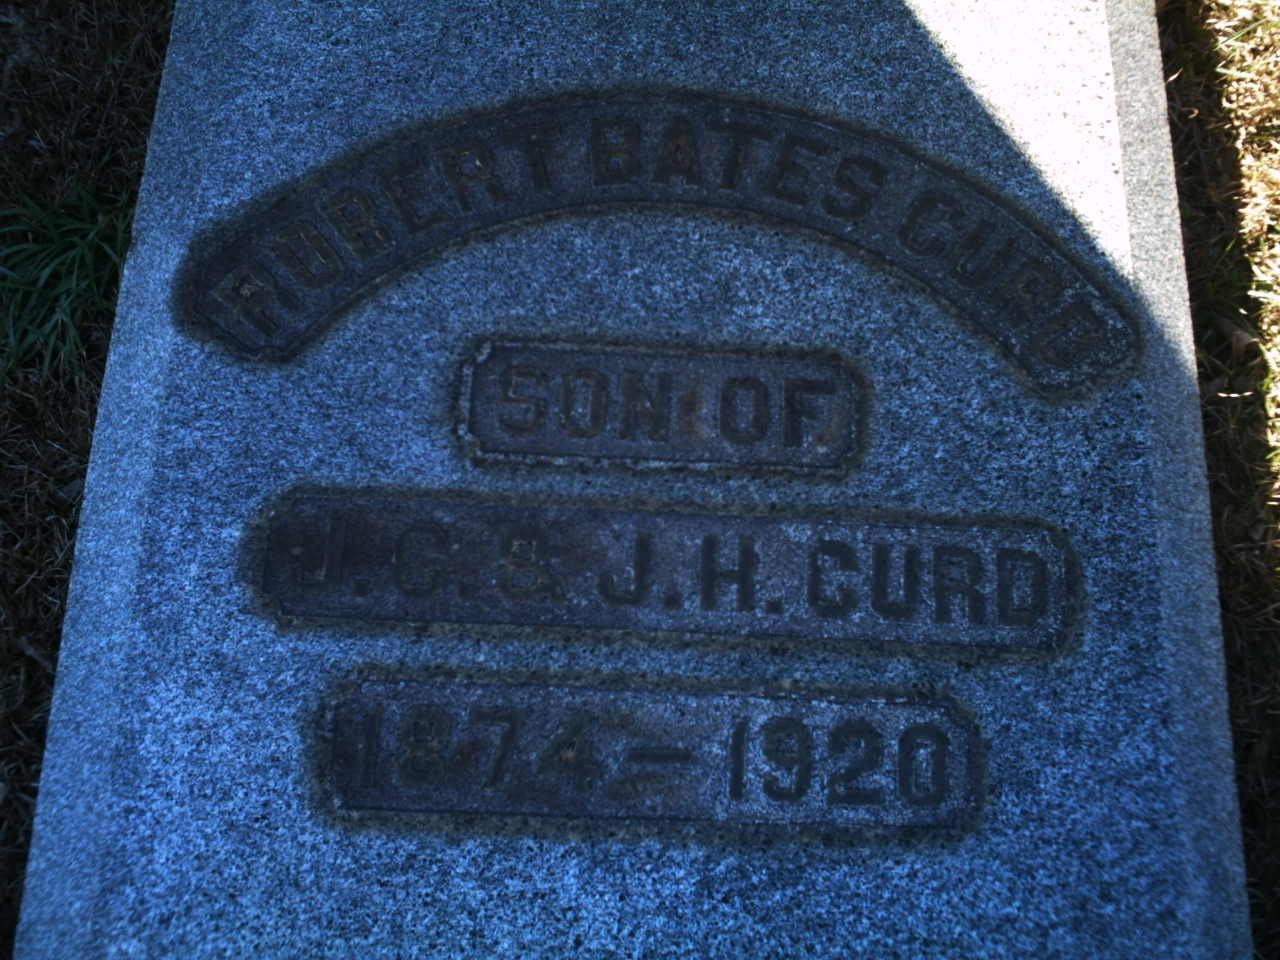 ROBERT BATES CURD
SON OF
J. C. & J. H. CURD
1874 — 1920